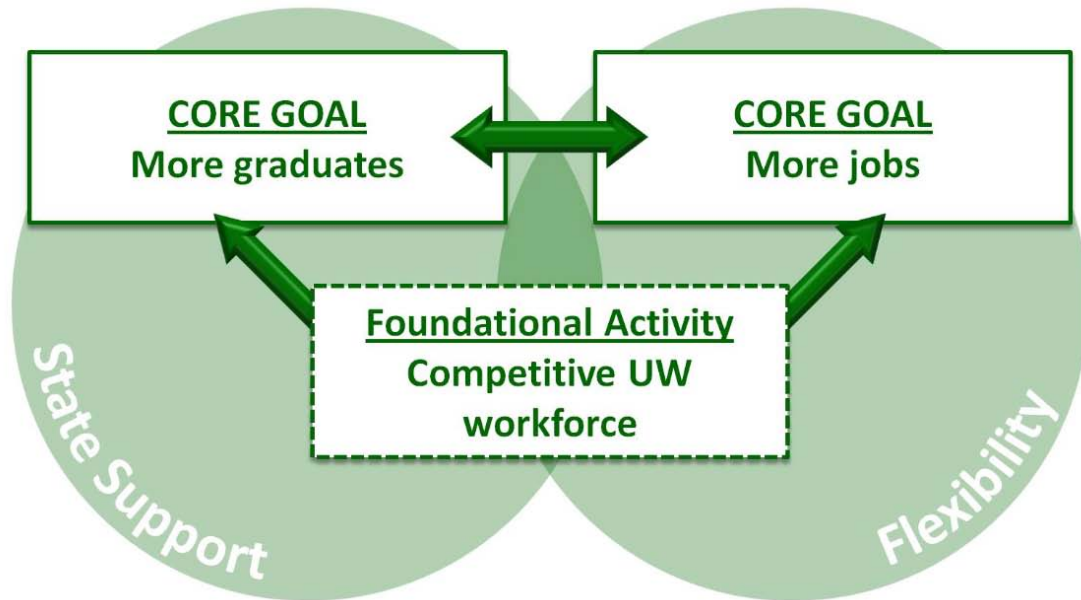 CORE GOAL
More graduates
CORE GOAL
More jobs
Foundational Activity
Competitive UW
workforce
State Support
Flexibility